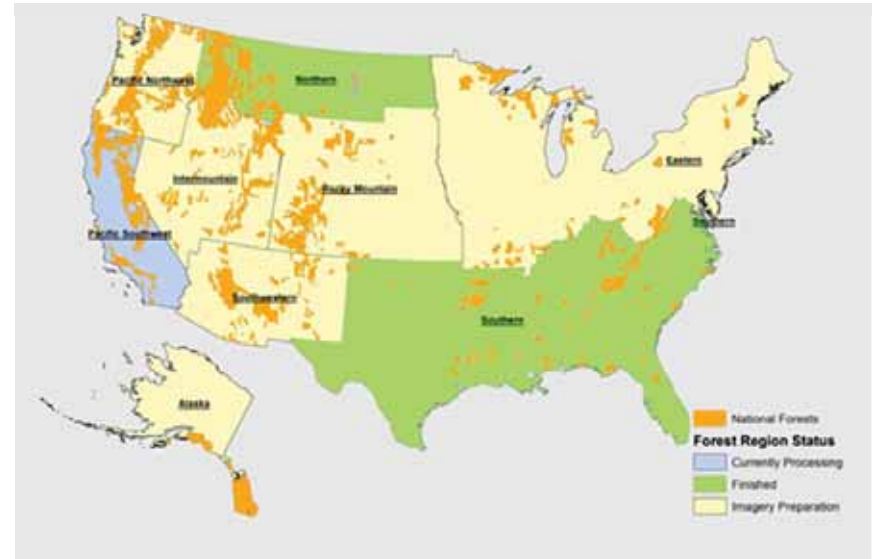 Pacific Northwest
Northern
Eastern
Intermountain
Rocky Mountain
Southern
Pacific Southwest
Southwestern
Southern
Alaska
National Forests
Forest Region Status
Currently Processing
Finished
Imagery Preparation